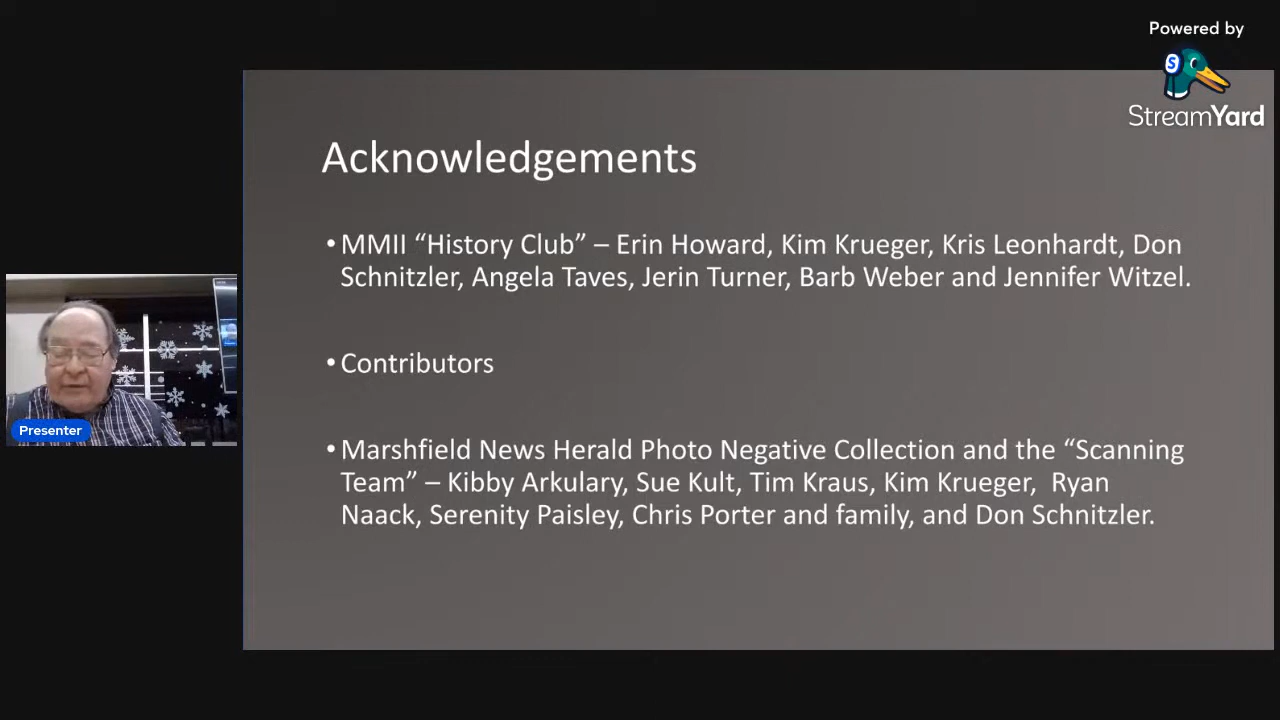 Powered by
S
StreamYard
Acknowledgements
• MMII “History Club” – Erin Howard, Kim Krueger, Kris Leonhardt, Don
Schnitzler, Angela Taves, Jerin Turner, Barb Weber and Jennifer Witzel.
• Contributors
• Marshfield News Herald Photo Negative Collection and the “Scanning
Team” – Kibby Arkulary, Sue Kult, Tim Kraus, Kim Krueger,  Ryan
Naack, Serenity Paisley, Chris Porter and family, and Don Schnitzler.
Presenter